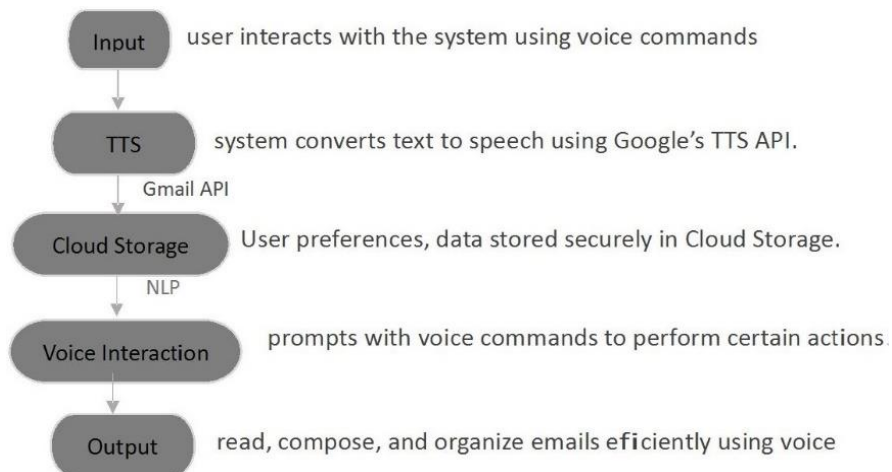 Input user interacts with the system using voice commands
TTS system converts text to speech using Google's TTS API.
Gmail API
Cloud Storage User preferences, data stored securely in Cloud Storage.
NLP
Voice Interaction prompts with voice commands to perform certain actions.
Output read, compose, and organize emails eficiently using voice